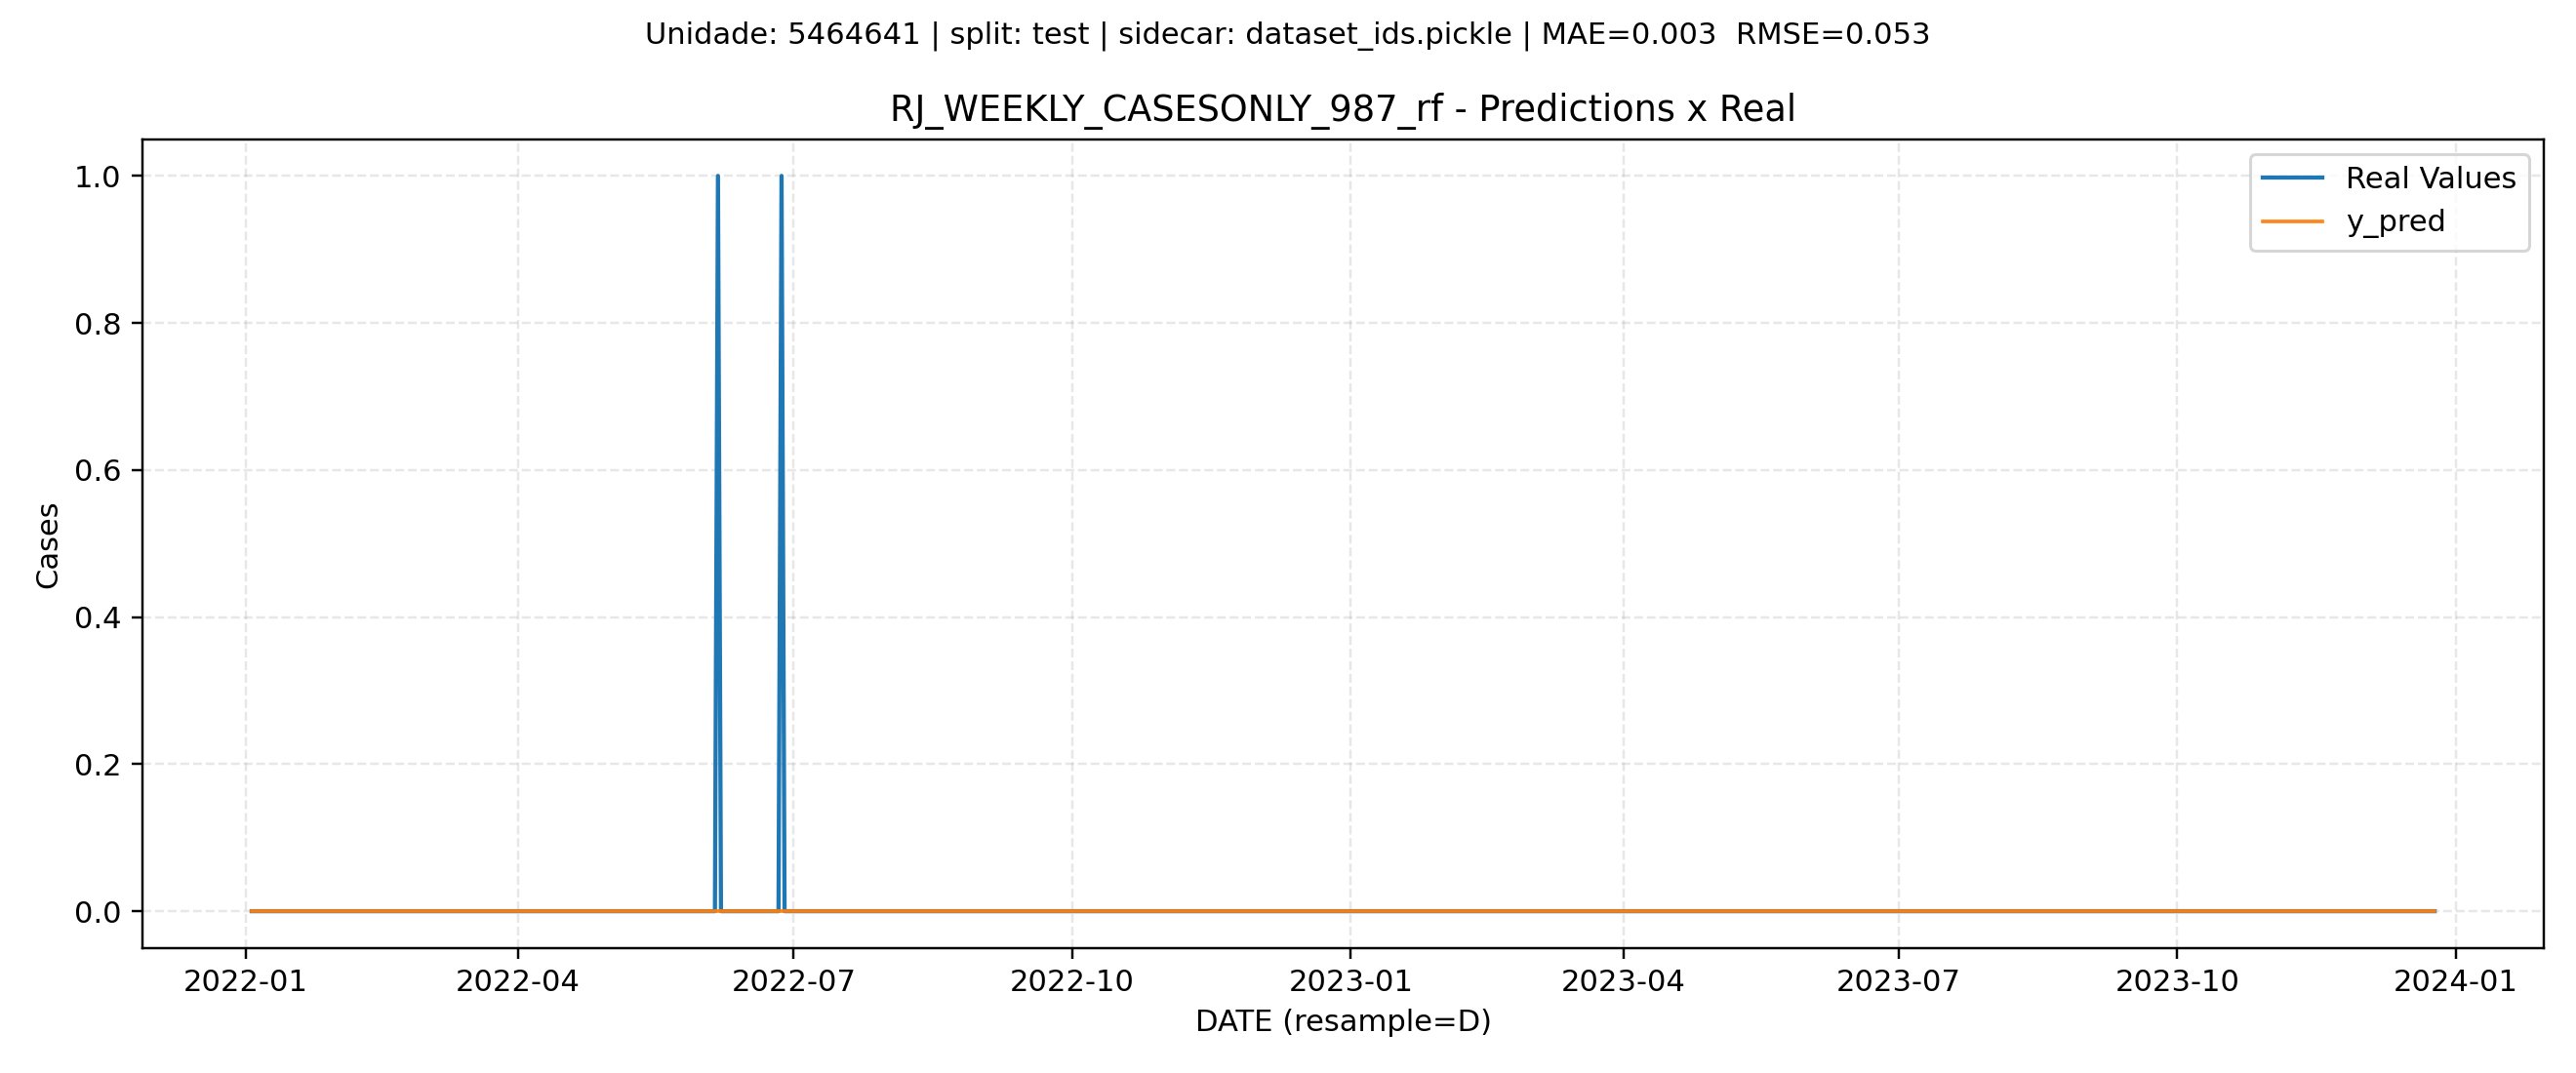 Unidade: 5464641 | split: test | sidecar: dataset_ids.pickle | MAE=0.003  RMSE=0.053
RJ_WEEKLY_CASESONLY_987_rf - Predictions x Real
Real Values
y_pred
1.0
0.8
0.6
0.4
0.2
0.0
Cases
2022-01 2022-04 2022-07 2022-10 2023-01 2023-04 2023-07 2023-10 2024-01
DATE (resample=D)